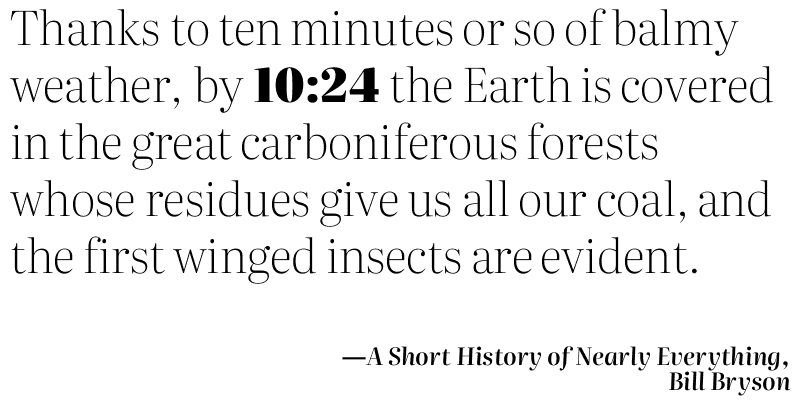 Thanks to ten minutes or so of balmy
weather, by 10:24 the Earth is covered
in the great carboniferous forests
whose residues give us all our coal, and
the first winged insects are evident.
—A Short History of Nearly Everything,
Bill Bryson